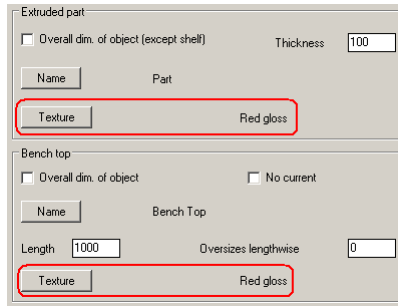 Extruded part
Overall dim. of object (except shelf) Thickness 100
Name Part
Texture Red gloss
Bench top
Overall dim. of object No current
Name Bench Top
Length 1000 Oversizes lengthwise 0
Texture Red gloss